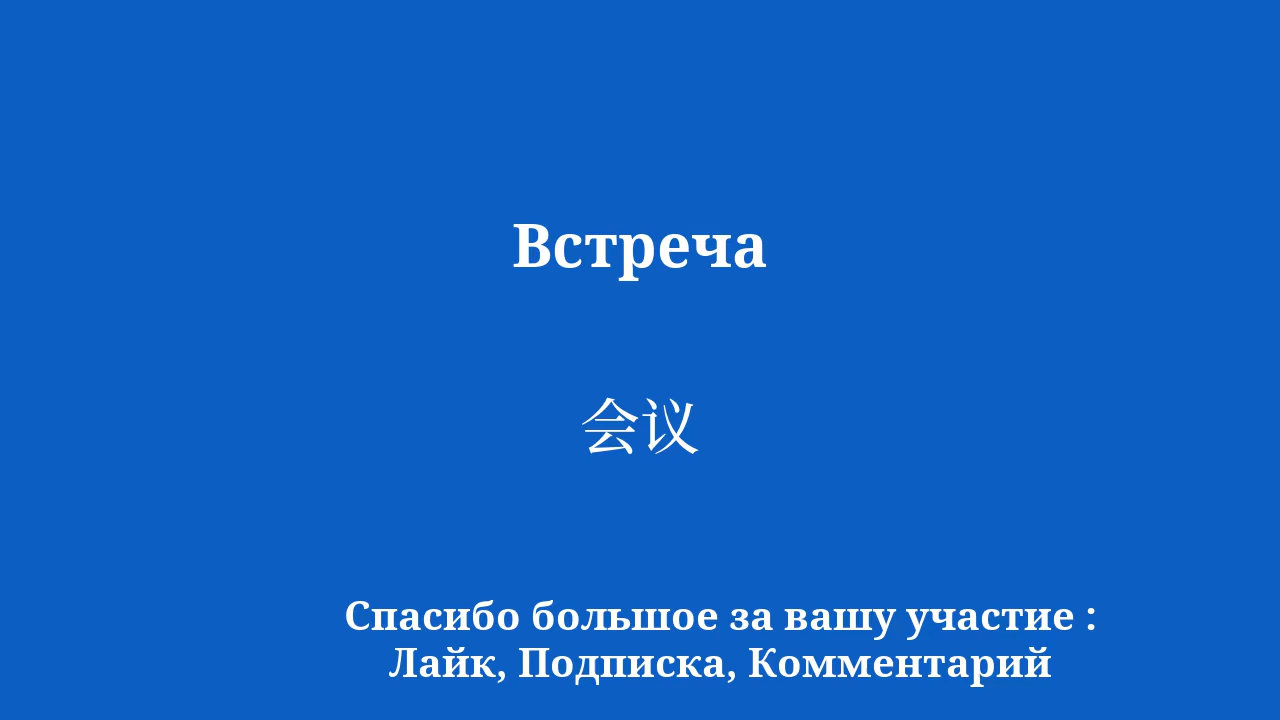 Встреча
会议
Спасибо большое за вашу участие :
Лайк, Подписка, Комментарий